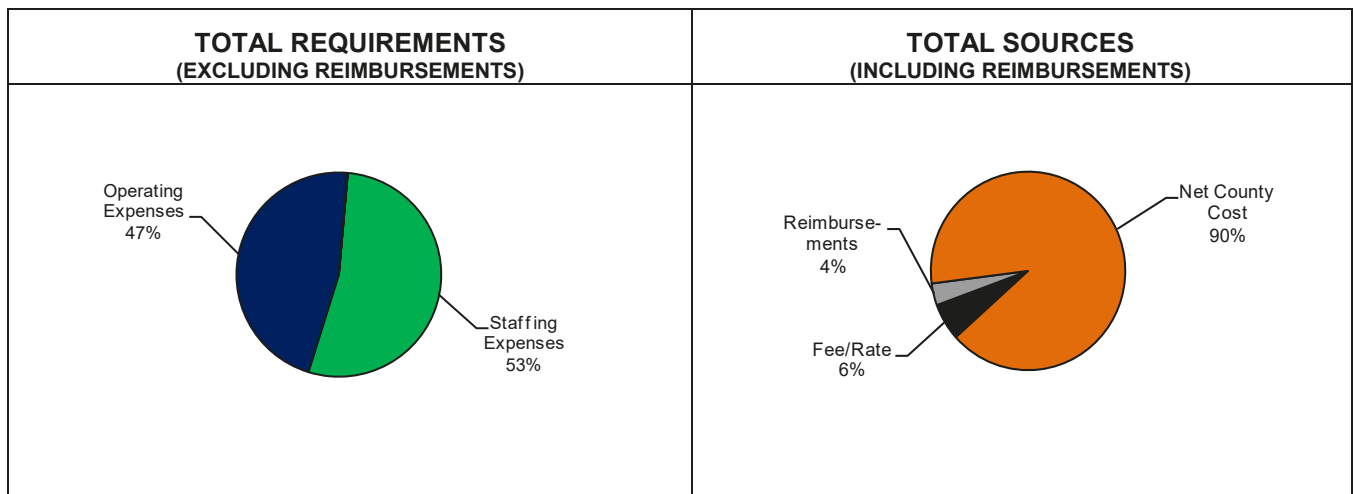 TOTAL REQUIREMENTS
(EXCLUDING REIMBURSEMENTS)
Operating
Expenses
47%
Staffing
Expenses
53%
TOTAL SOURCES
(INCLUDING REIMBURSEMENTS)
Net County
Cost
90%
Reimburse-
ments
4%
Fee/Rate
6%